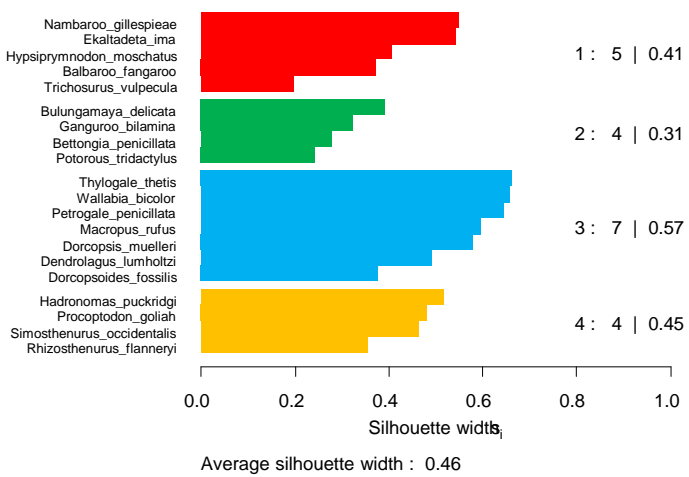 Nambaroo_gillespieae
Ekaltadeta_ima
Hypsiprymnodon_moschatus
Balbaroo_fangaroo
Trichosurus_vulpecula
1 : 5 | 0.41
Bulungamaya_delicata
Ganguroo_bilamina
Bettongia_penicillata
Potorous_tridactylus
2 : 4 | 0.31
Thylogale_thetis
Wallabia_bicolor
Petrogale_penicillata
Macropus_rufus
Dorcopsis_muelleri
Dendrolagus_lumholtzi
Dorcopsoides_fossilis
3 : 7 | 0.57
Hadronomas_puckridgi
Procoptodon_goliah
Simosthenurus_occidentalis
Rhizosthenurus_flanneryi
4 : 4 | 0.45
0.0 0.2 0.4 0.6 0.8 1.0
Silhouette width si
Average silhouette width : 0.46